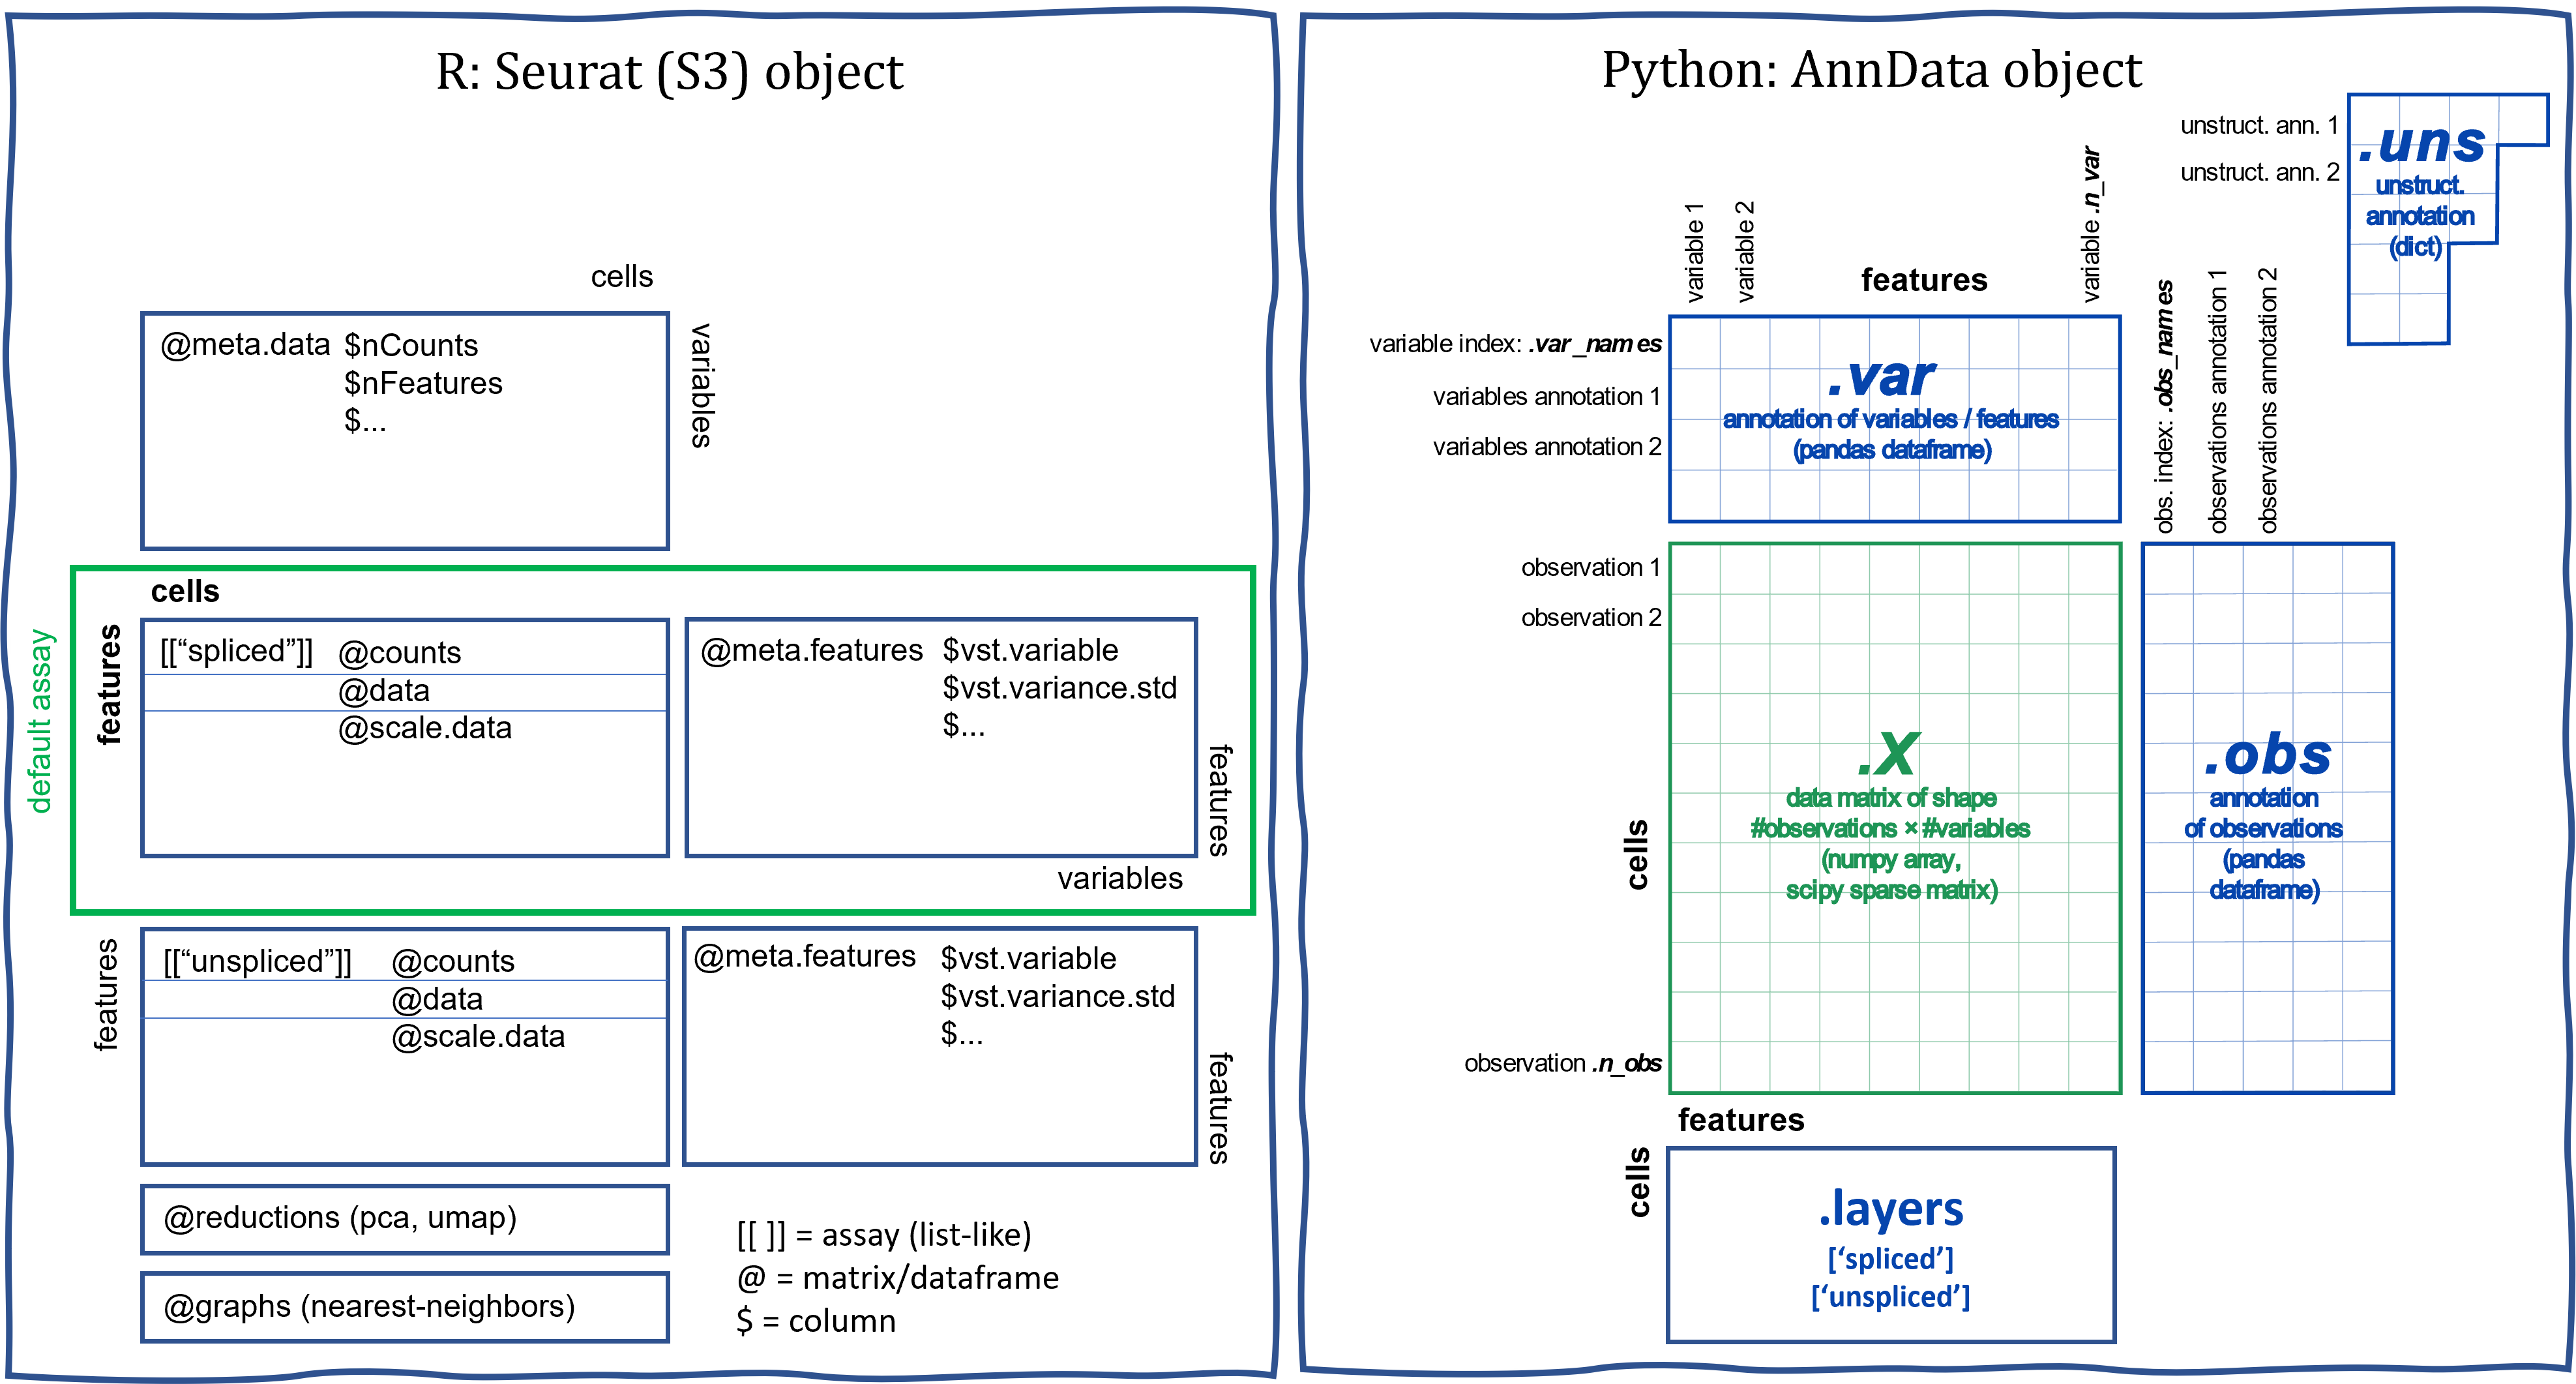 R: Seurat (S3) object
cells
@meta.data $nCounts
$nFeatures
$...
variables
default assay
cells
features
[[“spliced”]] @counts
@data
@scale.data
@meta.features $vst.variable
$vst.variance.std
$...
features
variables
features
[[“unspliced”]] @counts
@data
@scale.data
@meta.features $vst.variable
$vst.variance.std
$...
features
@reductions (pca, umap)
@graphs (nearest-neighbors)
[[ ]] = assay (list-like)
@ = matrix/dataframe
$ = column
Python: AnnData object
unstruct. ann. 1
unstruct. ann. 2
.uns
unstruct.
annotation
(dict)
variable 1
variable 2
variable .n_var
features
variable index: .var_names
variables annotation 1
variables annotation 2
.var
annotation of variables / features
(pandas dataframe)
obs. index: .obs_names
observations annotation 1
observations annotation 2
observation 1
observation 2
observation .n_obs
cells
.X
data matrix of shape
#observations × #variables
(numpy array,
scipy sparse matrix)
.obs
annotation
of observations
(pandas
dataframe)
features
cells
.layers
[‘spliced’]
[‘unspliced’]